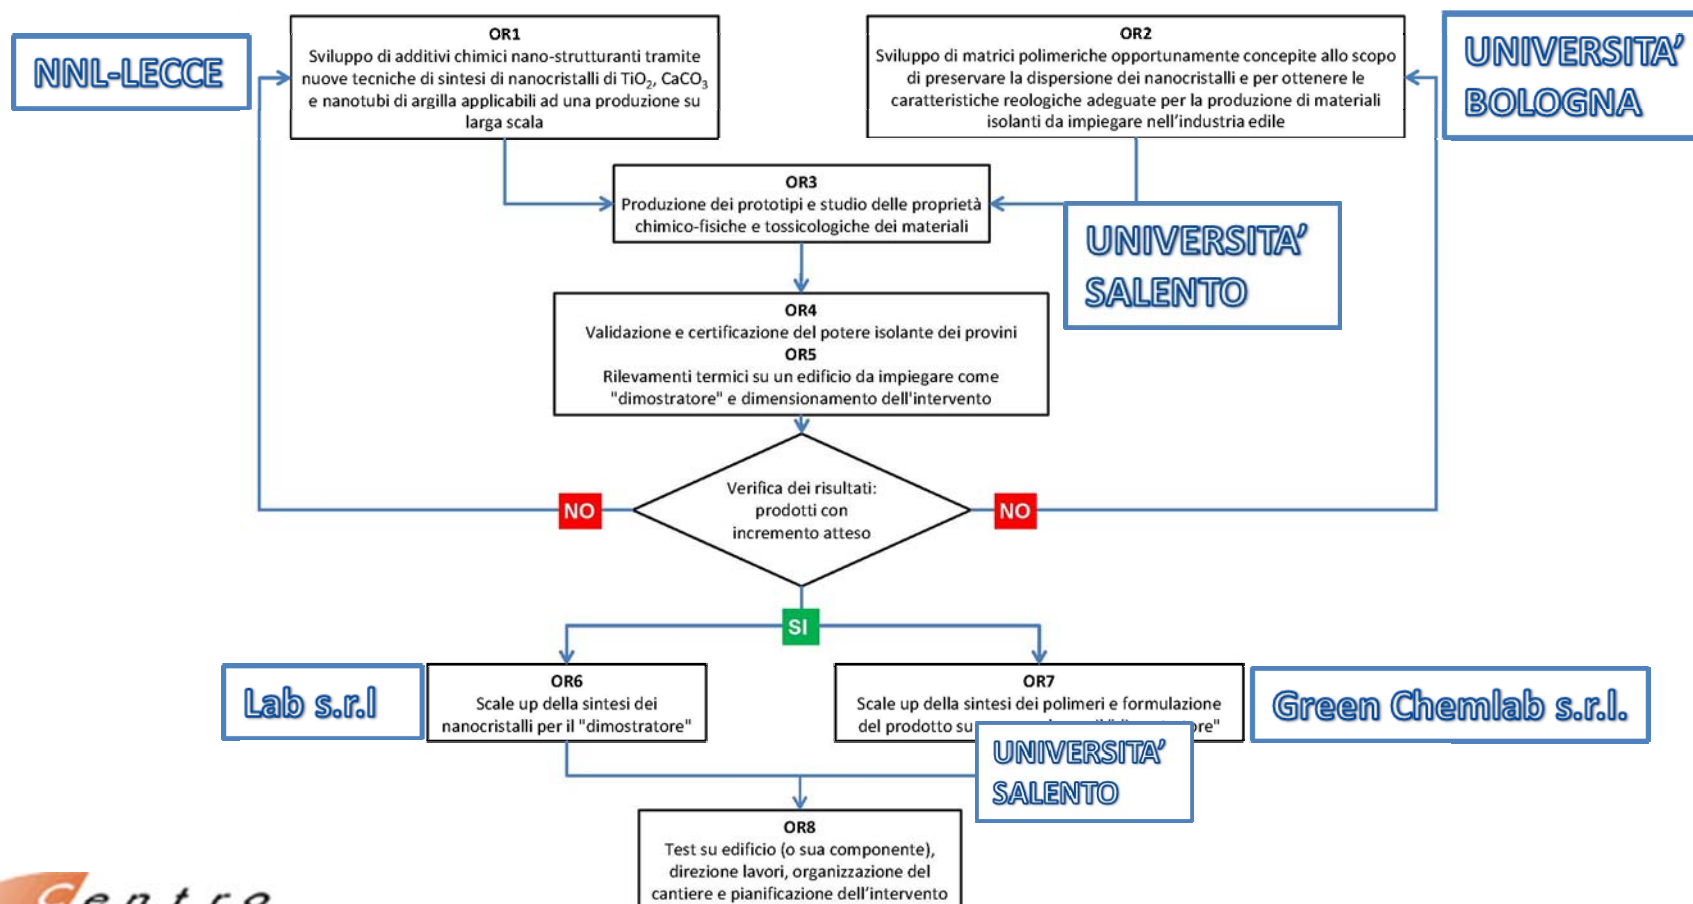 NNL-LECCE
OR1
Sviluppo di additivi chimici nano-strutturanti tramite
nuove tecniche di sintesi di nanocristalli di TiO₂, CaCO₃
e nanotubi di argilla applicabili ad una produzione su
larga scala
OR2
Sviluppo di matrici polimeriche opportunamente concepite allo scopo
di preservare la dispersione dei nanocristalli e per ottenere le
caratteristiche reologiche adeguate per la produzione di materiali
isolanti da impiegare nell'industria edile
UNIVERSITA'
BOLOGNA
OR3
Produzione dei prototipi e studio delle proprietà
chimico-fisiche e tossicologiche dei materiali
UNIVERSITA'
SALENTO
OR4
Validazione e certificazione del potere isolante dei provini
OR5
Rilevamenti termici su un edificio da impiegare come
"dimostratore" e dimensionamento dell'intervento
Verifica dei risultati:
prodotti con
incremento atteso
NO
NO
SI
Lab s.r.l
OR6
Scale up della sintesi dei
nanocristalli per il "dimostratore"
OR7
Scale up della sintesi dei polimeri e formulazione
del prodotto su
Green Chemlab s.r.l.
UNIVERSITA'
SALENTO
OR8
Test su edificio (o sua componente),
direzione lavori, organizzazione del
cantiere e pianificazione dell'intervento
Centro